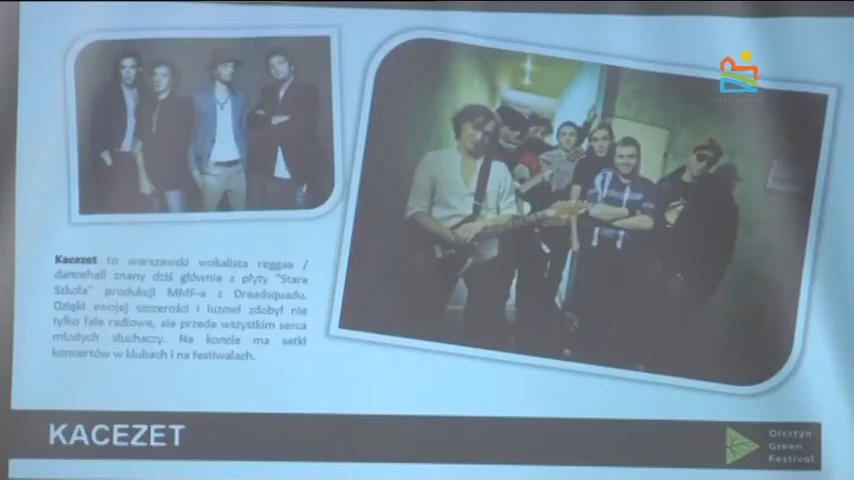 Kacezet to warszawski wokalista reggae /
dancehall znany dziś głównie z płyty "Stara
Szkoła" produkcji MMF-a z Dreadsquadu.
Dzięki swojej szczerości i luzowi zdobył nie
tylko fale radiowe, ale przede wszystkim serca
młodych słuchaczy. Na koncie ma setki
koncertów w klubach i na festiwalach.
KACEZET
Olsztyn
Green
Festival